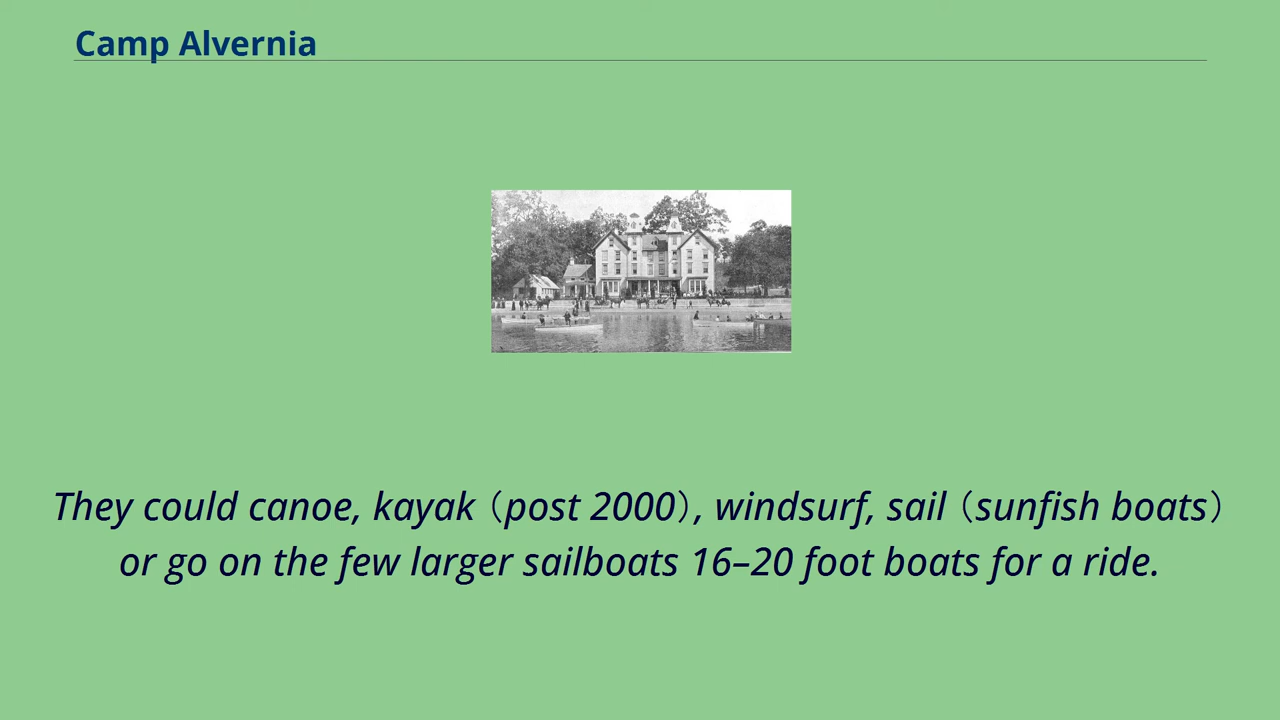 Camp Alvernia
They could canoe, kayak（post 2000）, windsurf, sail（sunfish boats）
or go on the few larger sailboats 16–20 foot boats for a ride.